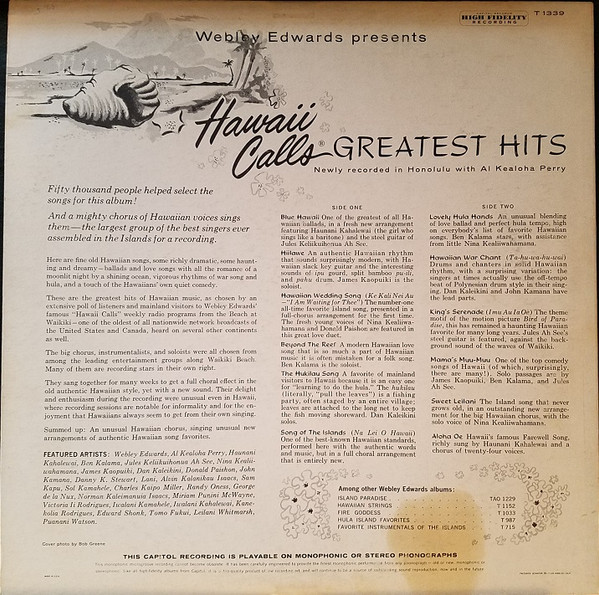 HIGH FIDELITY
RECORDING
T 1339
Webley Edwards presents
Hawaii
Calls® GREATEST HITS
Newly recorded in Honolulu with Al Kealoha Perry
Fifty thousand people helped select the
songs for this album!
And a mighty chorus of Hawaiian voices sings
them—the largest group of the best singers ever
assembled in the Islands for a recording.
Here are fine old Hawaiian songs, some richly dramatic, some haunt-
ing and dreamy—ballads and love songs with all the romance of a
moonlit night by a shining ocean, vigorous rhythms of war song and
hula, and a touch of the Hawaiians' own quiet comedy.
These are the greatest hits of Hawaiian music, as chosen by an
extensive poll of listeners and mainland visitors to Webley Edwards'
famous "Hawaii Calls" weekly radio programs from the Beach at
Waikiki—one of the oldest of all nationwide network broadcasts of
the United States and Canada, heard on several other continents
as well.
The big chorus, instrumentalists, and soloists were all chosen from
among the leading entertainment groups along Waikiki Beach.
Many of them are recording stars in their own right.
They sang together for many weeks to get a full choral effect in the
old authentic Hawaiian style, yet with a new sound. Their delight
and enthusiasm during the recording were unusual even in Hawaii,
where recording sessions are notable for informality and for the en-
joyment that Hawaiians always seem to get from their own singing.
Summed up: An unusual Hawaiian chorus, singing unusual new
arrangements of authentic Hawaiian song favorites.
FEATURED ARTISTS: Webley Edwards, Al Kealoha Perry, Haunani
Kahalewai, Ben Kalama, Jules Keliikuihonua Ah See, Nina Kealii-
wahamana, James Kaopuiki, Dan Kaleikini, Donald Paishon, John
Kamana, Danny K. Stewart, Lani, Alvin Kalanikau Isaacs, Sam
Kapu, Sol Kamahele, Charles Kaipo Miller, Randy Oness, George
de la Nux, Norman Kaleimanuia Isaacs, Miriam Punini McWayne,
Victoria Ii Rodrigues, Iwalani Kahalewai, Kane-
holia Rodrigues, Edward Shonk, Tomo Fukui, Leilani Whitmarsh,
Puanani Watson.
Cover photo by Bob Greene
SIDE ONE
Blue Hawaii One of the greatest of all Ha-
waiian ballads, in a fresh new arrangement
featuring Haunani Kahalewai (the girl who
sings like a baritone) and the steel guitar of
Jules Keliikuihonua Ah See.
Hiilawe An authentic Hawaiian rhythm
that sounds surprisingly modern, with Ha-
waiian slack key guitar and the interesting
sounds of ipu gourd, split bamboo pu-ili,
and pahu drum. James Kaopuiki is the
soloist.
Hawaiian Wedding Song (Ke Kali Nei Au
—"I Am Waiting for Thee") The number-one
all-time favorite Island song, presented in a
full-chorus arrangement for the first time.
The fresh young voices of Nina Kealiiwa-
hamana and Donald Paishon are featured in
this great love duet.
Beyond The Reef A modern Hawaiian love
song that is so much a part of Hawaiian
music it is often mistaken for a folk song.
Ben Kalama is the soloist.
The Hukilau Song A favorite of mainland
visitors to Hawaii because it is an easy one
for "learning to do the hula." The hukilau
(literally, "pull the leaves") is a fishing
party, often staged by an entire village;
leaves are attached to the long net to keep
the fish moving shoreward. Dan Kaleikini
solos.
Song of The Islands (Na Lei O Hawaii)
One of the best-known Hawaiian standards,
performed here with the authentic words
and music, but in a full choral arrangement
that is entirely new.
SIDE TWO
Lovely Hula Hands An unusual blending
of love ballad and perfect hula tempo, high
on everybody's list of favorite Hawaiian
songs. Ben Kalama stars, with assistance
from little Nina Kealiiwahamana.
Hawaiian War Chant (Ta-hu-wa-hu-wai)
Drums and chanters in solid Hawaiian
rhythm, with a surprising variation: the
singers at times actually use the off-tempo
beat of Polynesian drum style in their sing-
ing. Dan Kaleikini and John Kamana have
the lead parts.
King's Serenade (Imu Au Ia Oe) The theme
motif of the motion picture Bird of Para-
dise, this has remained a haunting Hawaiian
favorite for many long years. Jules Ah See's
steel guitar is featured, against the back-
ground sound of the waves of Waikiki.
Mama's Muu-Muu One of the top comedy
songs of Hawaii (of which, surprisingly,
there are many!). Solo passages are by
James Kaopuiki, Ben Kalama, and Jules
Ah See.
Sweet Leilani The Island song that never
grows old, in an outstanding new arrange-
ment for the big Hawaiian chorus, with the
solo voice of Nina Kealiiwahamana.
Aloha Oe Hawaii's famous Farewell Song,
richly sung by Haunani Kahalewai and a
chorus of twenty-four voices.
Among other Webley Edwards albums:
ISLAND PARADISE TAO 1229
HAWAIIAN STRINGS T 1152
FIRE GODDESS T 1033
HULA ISLAND FAVORITES T 987
FAVORITE INSTRUMENTALS OF THE ISLANDS T 715
THIS CAPITOL RECORDING IS PLAYABLE ON MONOPHONIC OR STEREO PHONOGRAPHS